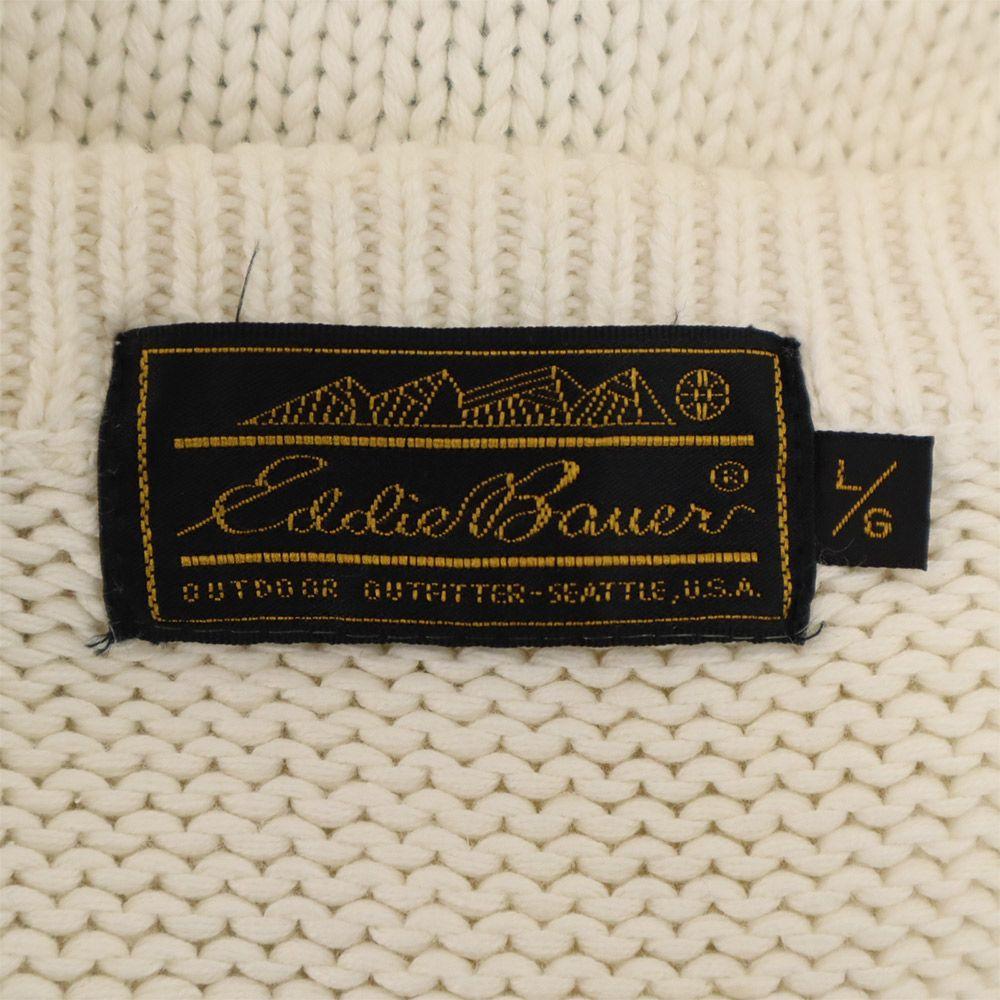 Eddie Bauer®
OUTDOOR OUTFITTER-SEATTLE, U.S.A.
L/G